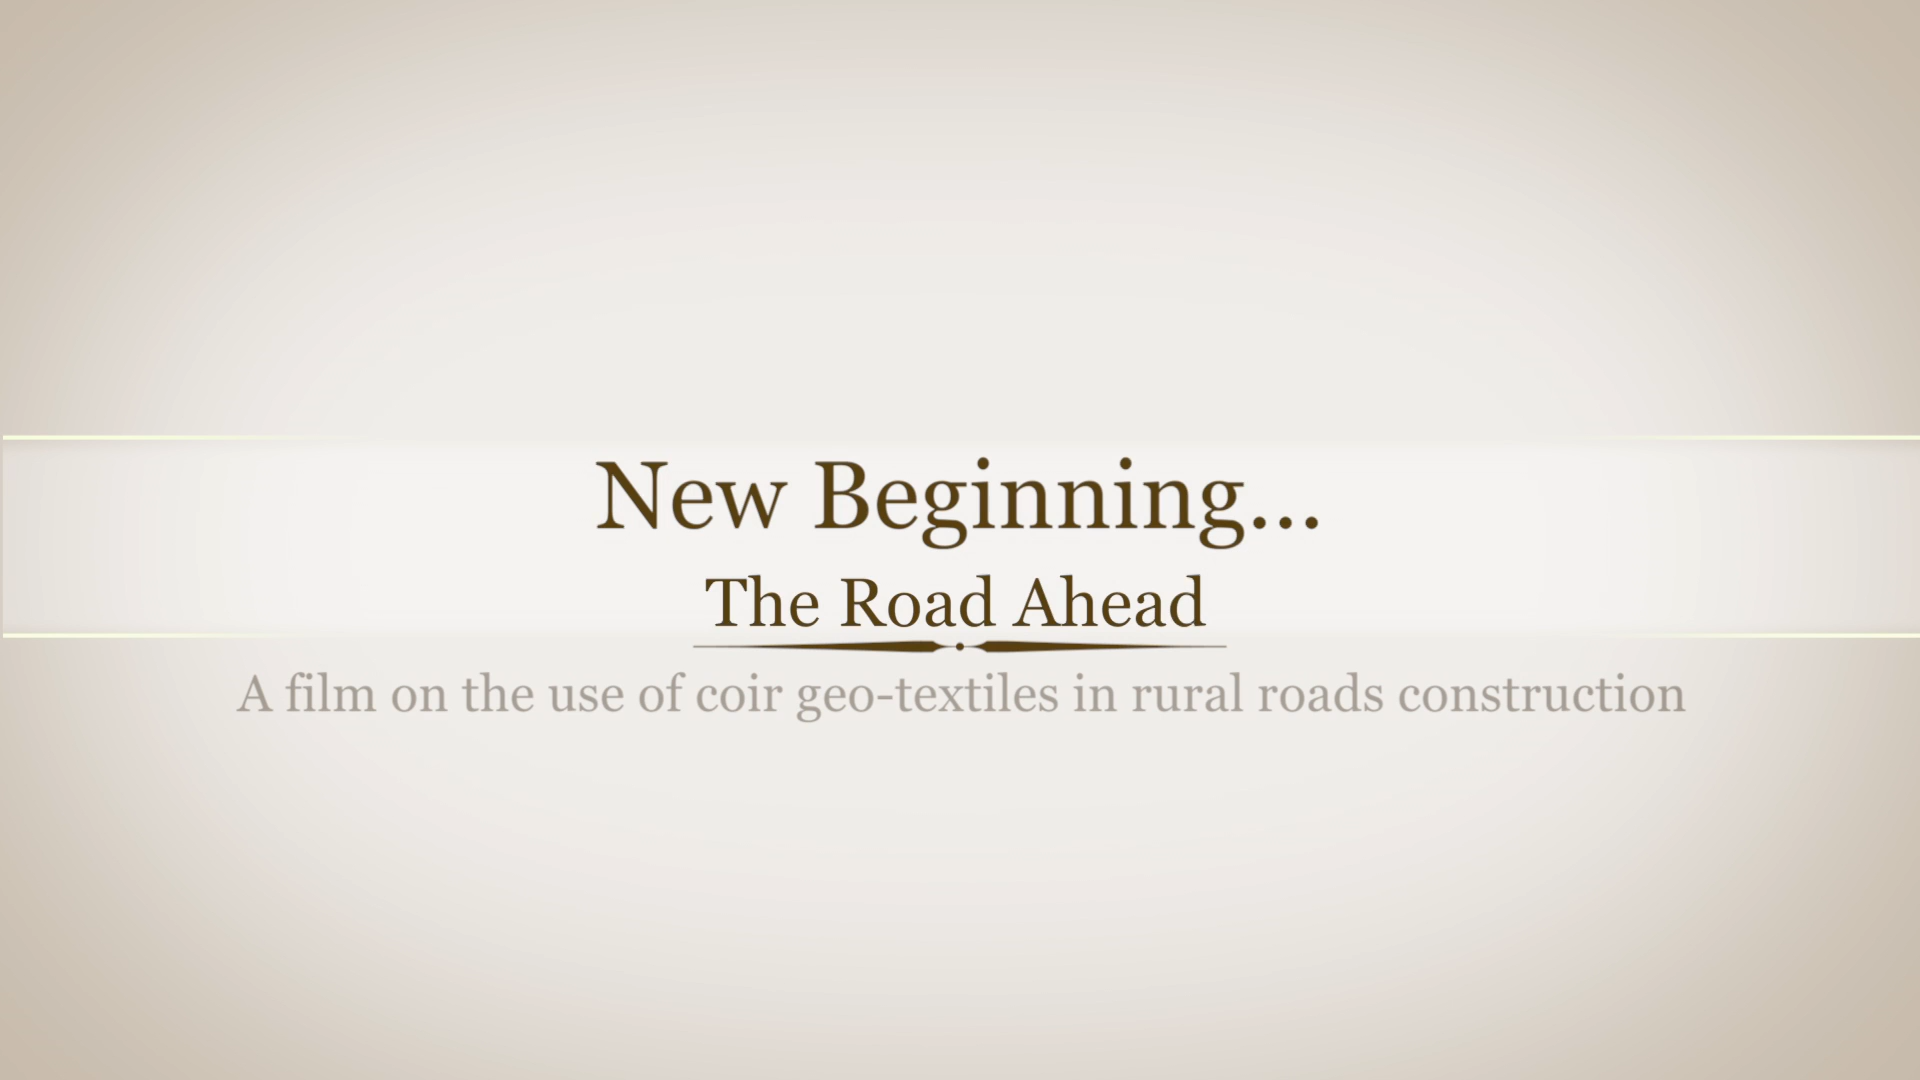 New Beginning...
The Road Ahead
A film on the use of coir geo-textiles in rural roads construction